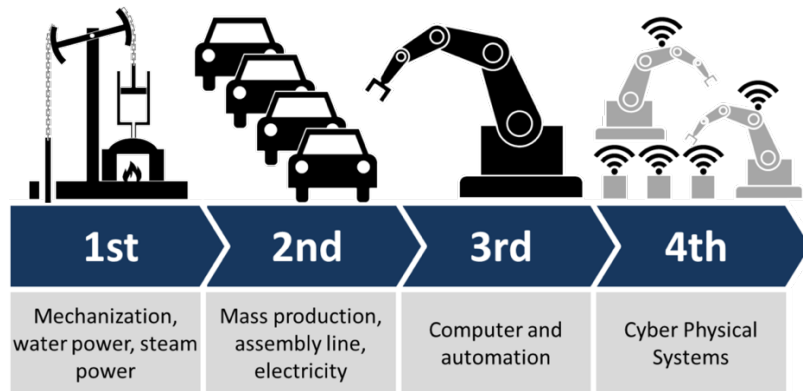 1st
2nd
3rd
4th
Mechanization,
water power, steam
power
Mass production,
assembly line,
electricity
Computer and
automation
Cyber Physical
Systems